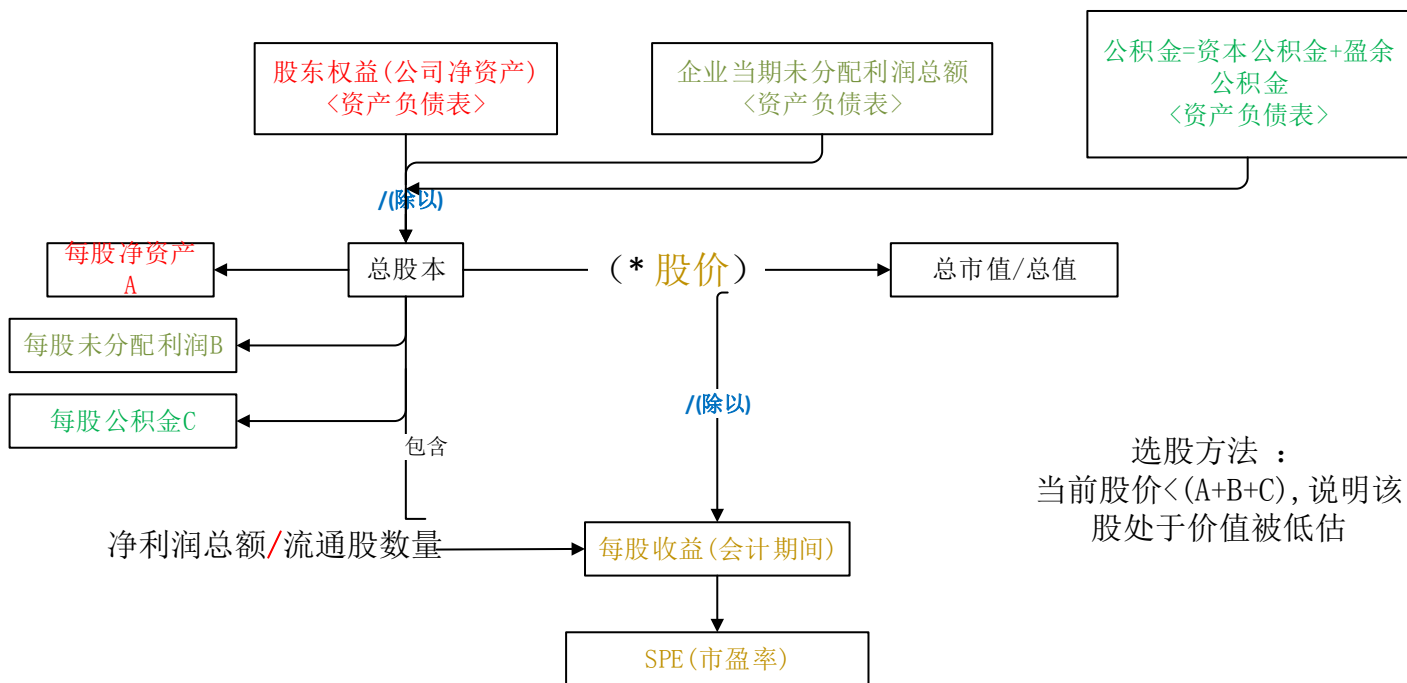 股东权益(公司净资产)
<资产负债表>
企业当期未分配利润总额
<资产负债表>
公积金=资本公积金+盈余
公积金
<资产负债表>
/(除以)
每股净资产
A
总股本
(*股价)
总市值/总值
每股未分配利润B
/(除以)
每股公积金C
包含
选股方法 :
当前股价<(A+B+C),说明该
股处于价值被低估
净利润总额/流通股数量
每股收益(会计期间)
SPE(市盈率)